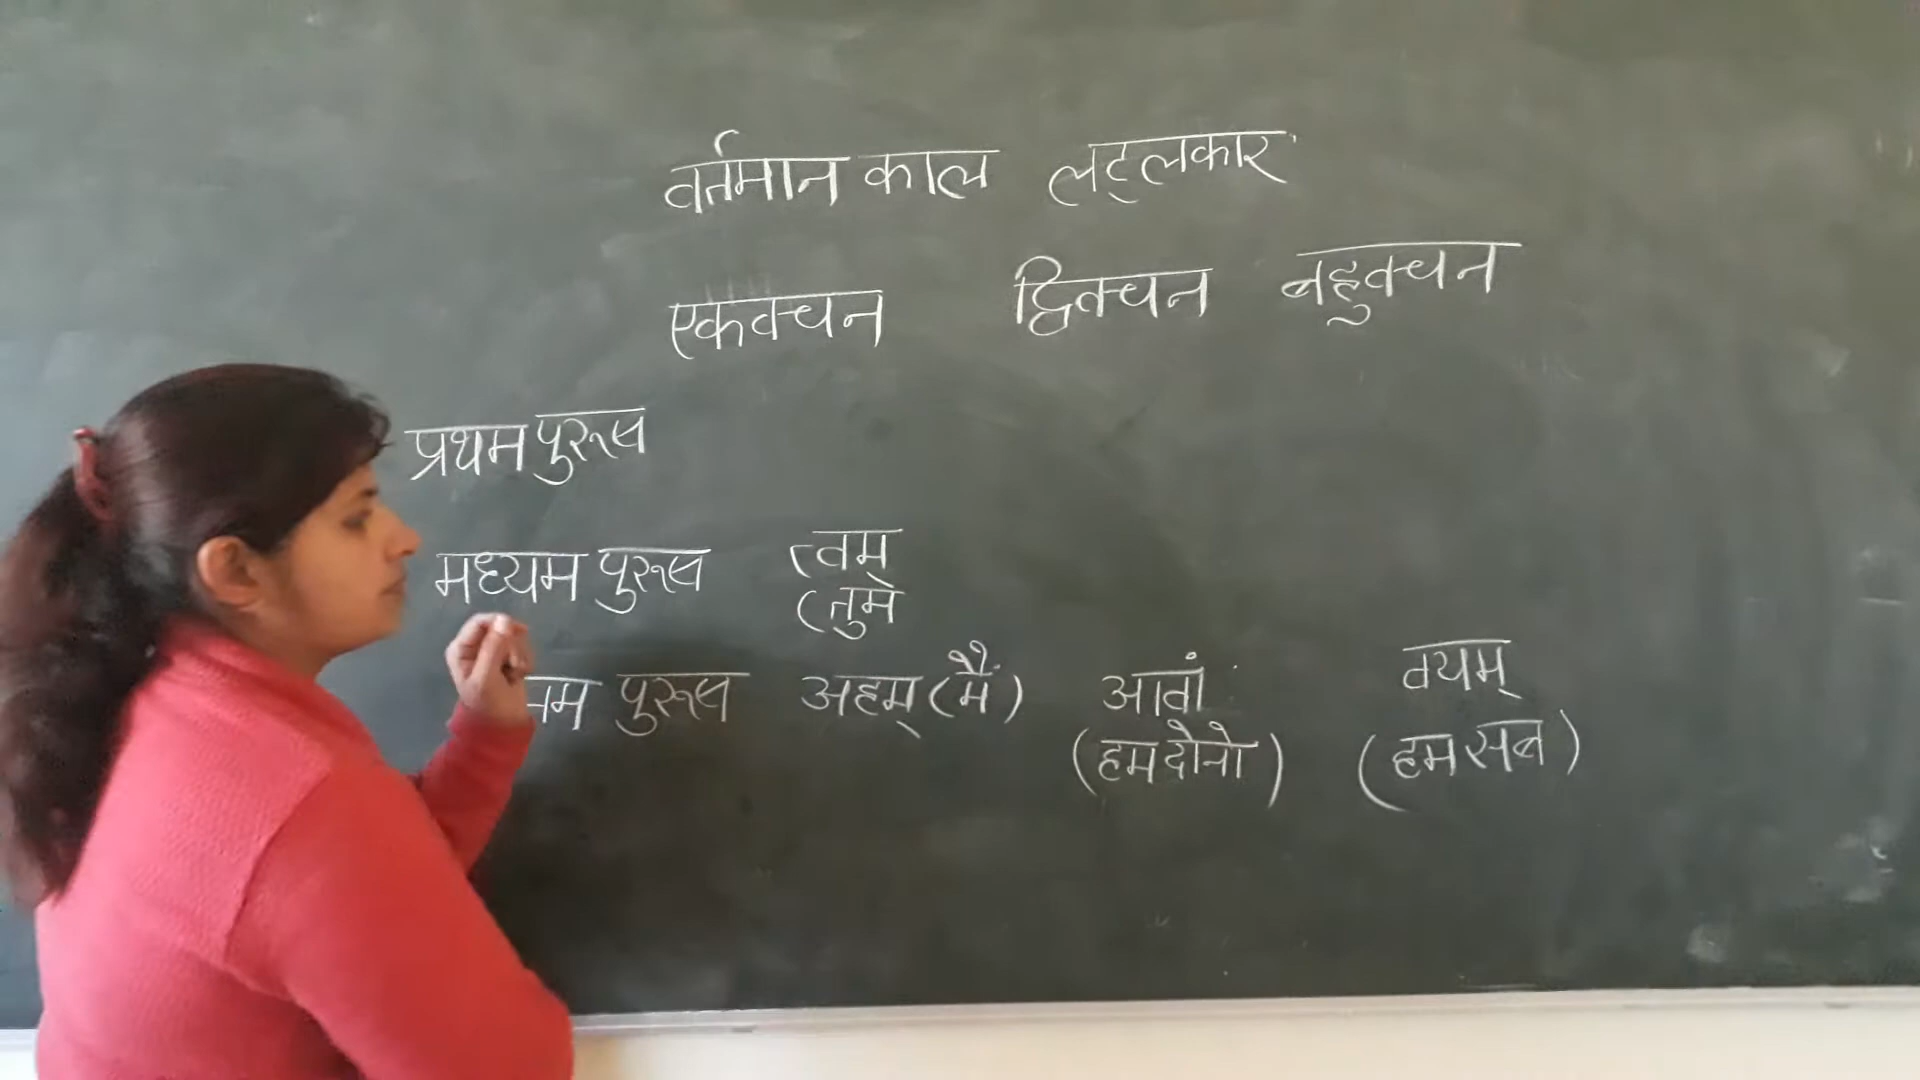 वर्तमान काल लट्लकार
एकवचन द्विवचन बहुवचन
प्रथम पुरूष
मध्यम पुरूष त्वम्
(तुम
पुरूष अहम् (मैं) आवां वयम्
(हम दोनो) (हम सब)